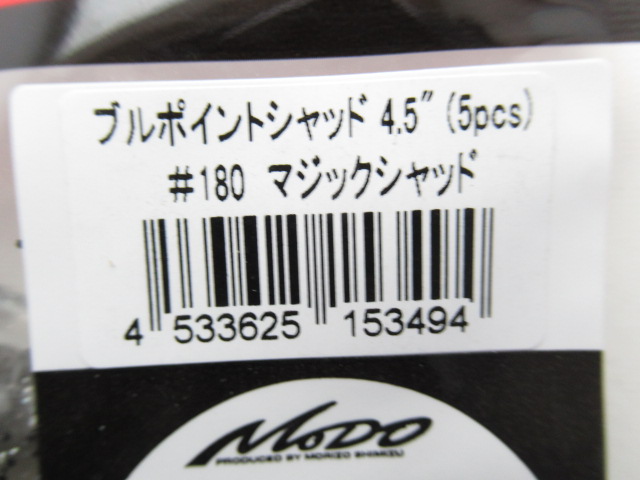 ブルポイントシャッド 4.5" (5pcs)
#180 マジックシャッド
4 533625 153494
MoDO
PRODUCED BY MORIZO SHIMIZU